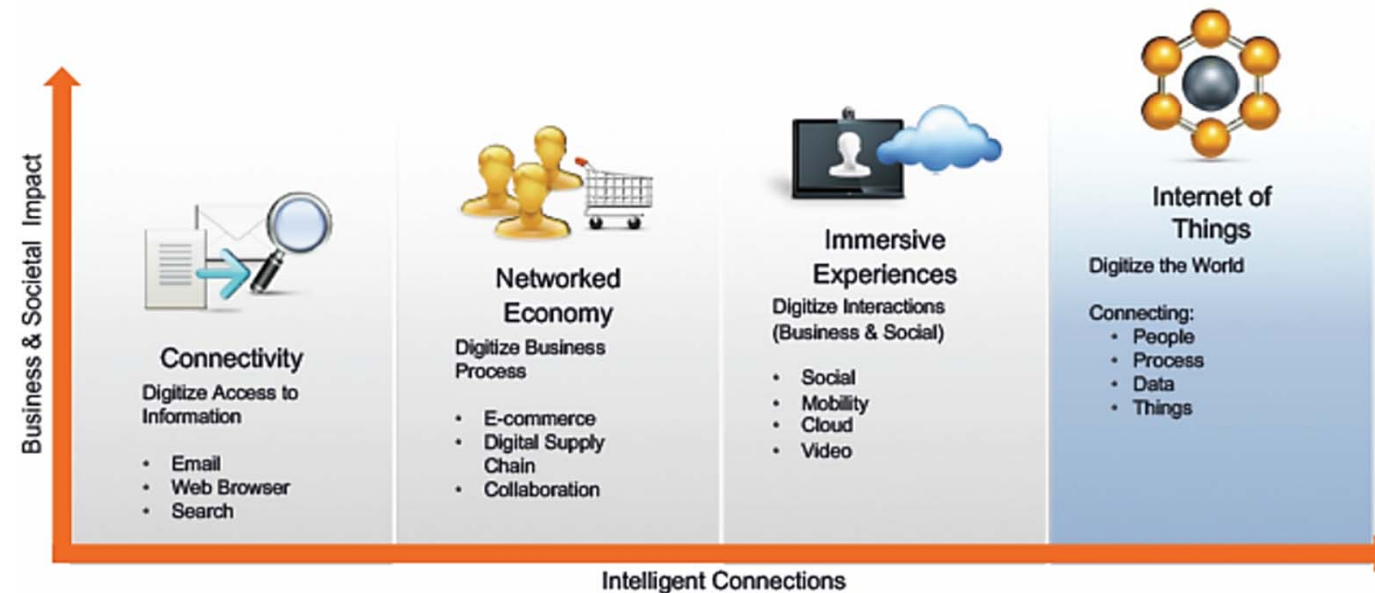 Business & Societal Impact
Connectivity
Digitize Access to
Information
• Email
• Web Browser
• Search
Networked
Economy
Digitize Business
Process
• E-commerce
• Digital Supply
Chain
• Collaboration
Immersive
Experiences
Digitize Interactions
(Business & Social)
• Social
• Mobility
• Cloud
• Video
Internet of
Things
Digitize the World
Connecting:
• People
• Process
• Data
• Things
Intelligent Connections